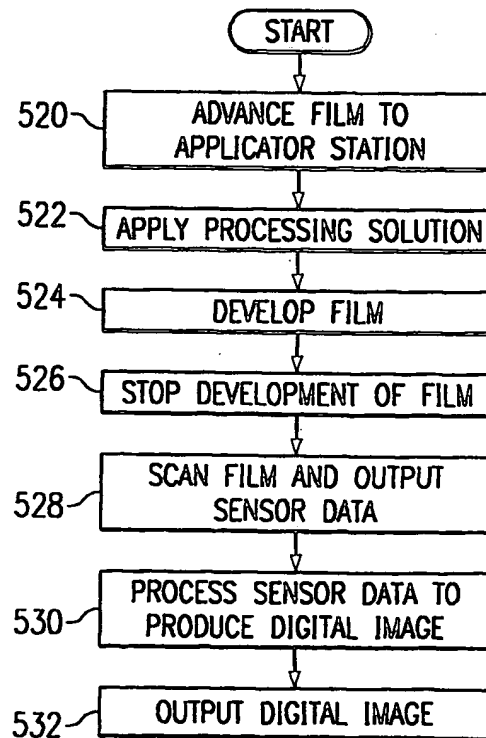 START
520
ADVANCE FILM TO
APPLICATOR STATION
522
APPLY PROCESSING SOLUTION
524
DEVELOP FILM
526
STOP DEVELOPMENT OF FILM
528
SCAN FILM AND OUTPUT
SENSOR DATA
530
PROCESS SENSOR DATA TO
PRODUCE DIGITAL IMAGE
532
OUTPUT DIGITAL IMAGE